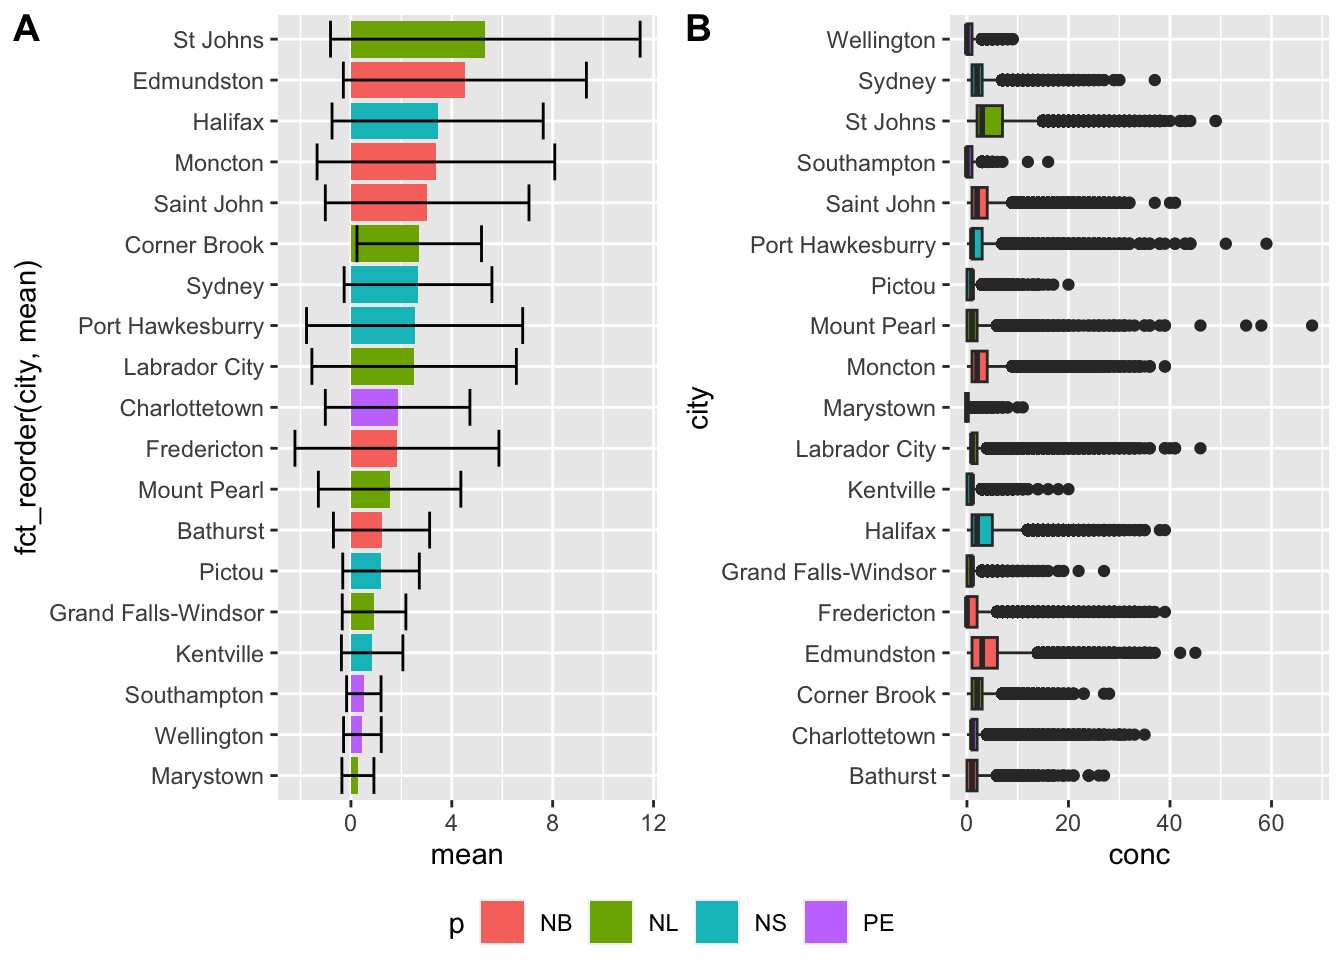 A
fct_reorder(city, mean)
St Johns
Edmundston
Halifax
Moncton
Saint John
Corner Brook
Sydney
Port Hawkesburry
Labrador City
Charlottetown
Fredericton
Mount Pearl
Bathurst
Pictou
Grand Falls-Windsor
Kentville
Southampton
Wellington
Marystown
0 4 8 12
mean
B
city
Wellington
Sydney
St Johns
Southampton
Saint John
Port Hawkesburry
Pictou
Mount Pearl
Moncton
Marystown
Labrador City
Kentville
Halifax
Grand Falls-Windsor
Fredericton
Edmundston
Corner Brook
Charlottetown
Bathurst
0 20 40 60
conc
p NB NL NS PE